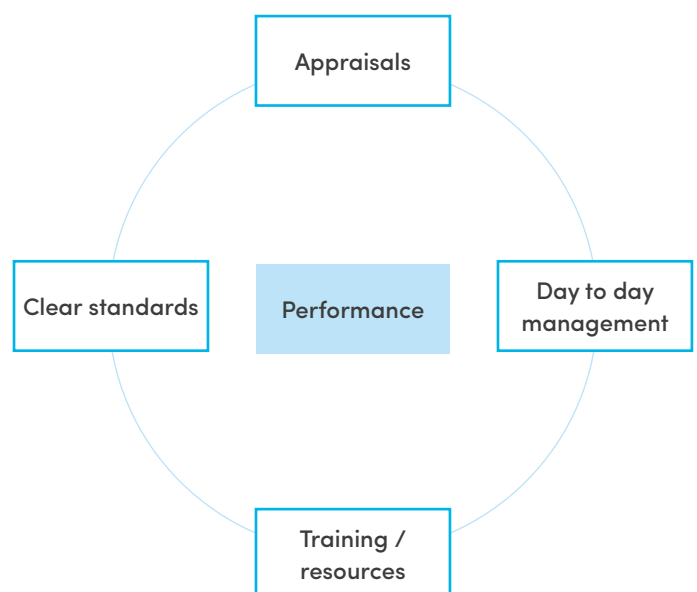 Appraisals
Clear standards
Performance
Day to day
management
Training /
resources